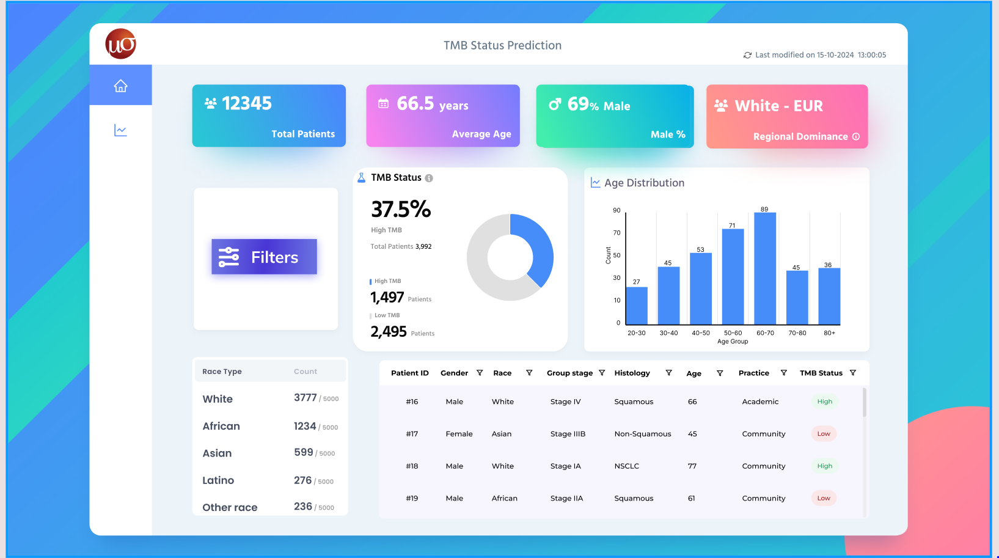 μσ
TMB Status Prediction
Last modified on 15-10-2024 13:00:05
12345
Total Patients
66.5 years
Average Age
69% Male
Male %
White - EUR
Regional Dominance
Filters
TMB Status
37.5%
High TMB
Total Patients 3,992
High TMB
1,497 Patients
Low TMB
2,495 Patients
Age Distribution
90
70
50
30
10
0
Count
27
45
53
71
89
45
36
20-30 30-40 40-50 50-60 60-70 70-80 80+
Age Group
Race Type Count
White 3777 / 5000
African 1234 / 5000
Asian 599 / 5000
Latino 276 / 5000
Other race 236 / 5000
Patient ID Gender Race Group stage Histology Age Practice TMB Status
#16 Male White Stage IV Squamous 66 Academic High
#17 Female Asian Stage IIIB Non-Squamous 45 Community Low
#18 Male White Stage IA NSCLC 77 Community High
#19 Male African Stage IIA Squamous 61 Community Low